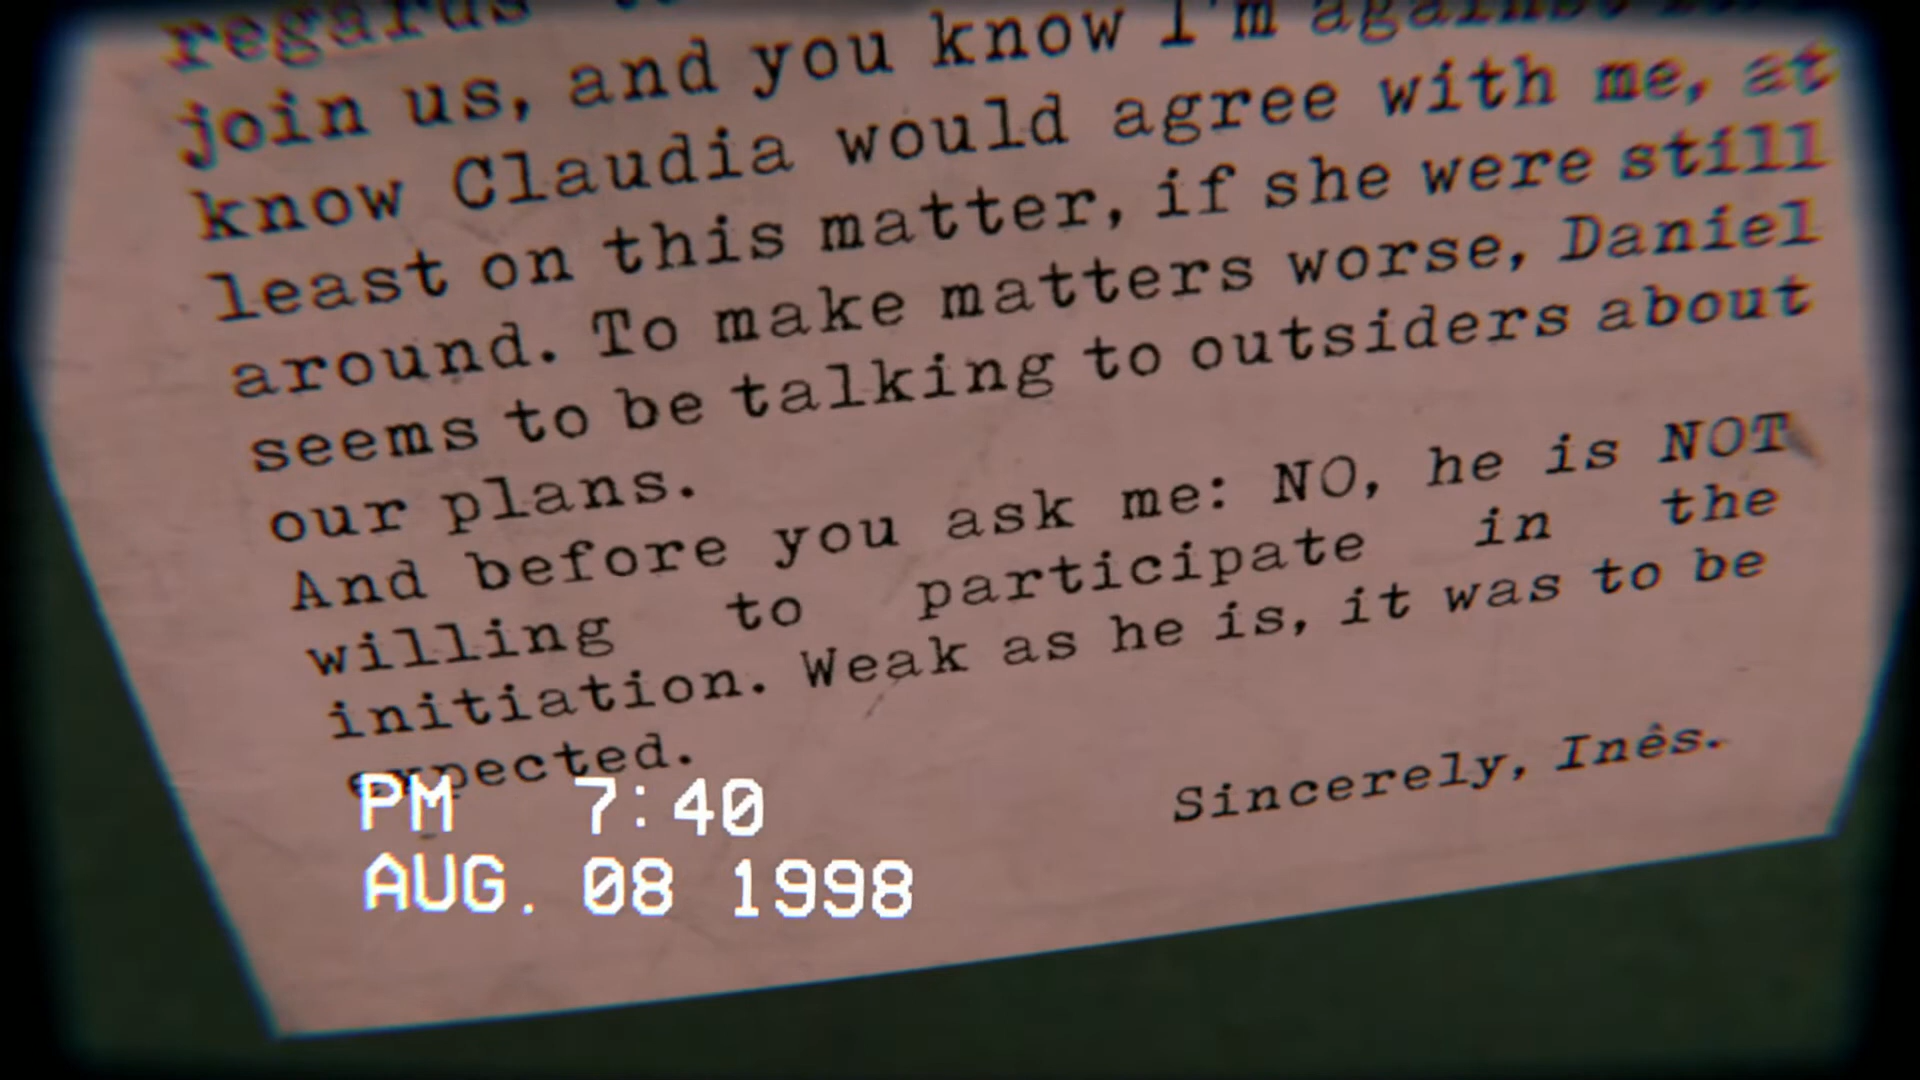 regards
join us, and you know I'm against
know Claudia would agree with me, at
least on this matter, if she were still
around. To make matters worse, Daniel
seems to be talking to outsiders about
our plans.
And before you ask me: NO, he is NOT
willing to participate in the
initiation. Weak as he is, it was to be
expected.
Sincerely, Inês.
PM 7:40
AUG. 08 1998